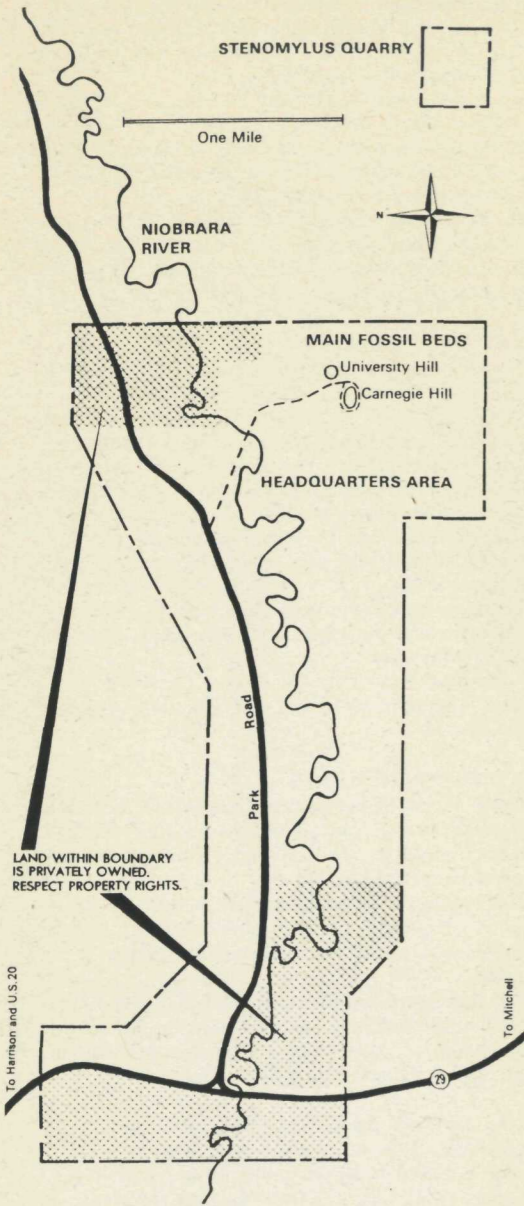 STENOMYLUS QUARRY
One Mile
N
NIOBRARA
RIVER
MAIN FOSSIL BEDS
University Hill
Carnegie Hill
HEADQUARTERS AREA
Park Road
LAND WITHIN BOUNDARY
IS PRIVATELY OWNED.
RESPECT PROPERTY RIGHTS.
To Harrison and U.S. 20
To Mitchell
29